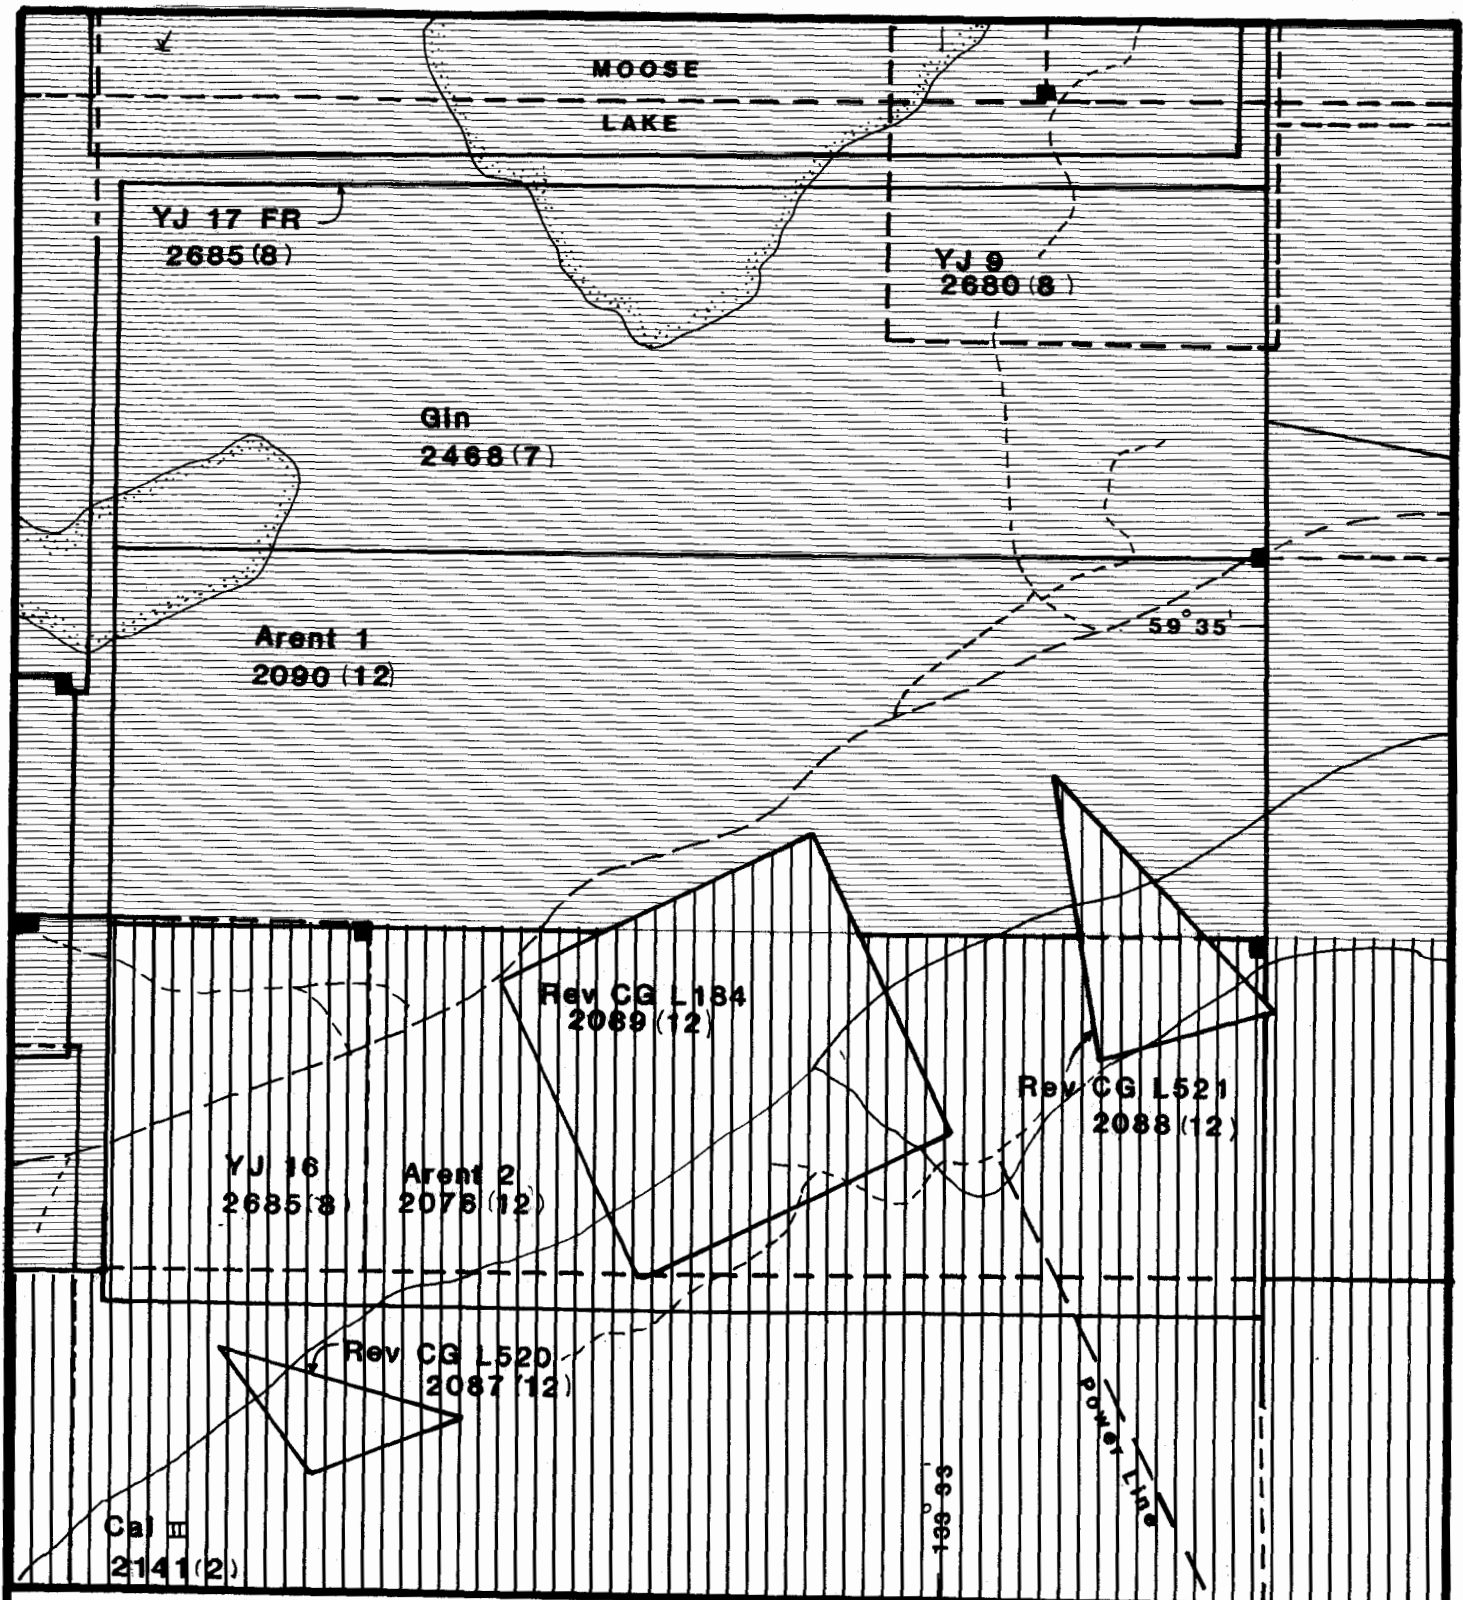 MOOSE
LAKE
YJ 17 FR
2685(8)
YJ 9
2680(8)
Gin
2468(7)
59°35'
Arent 1
2090(12)
Rev CG L184
2089(12)
Rev CG L521
2088(12)
YJ 16
2685(8)
Arent 2
2076(12)
Rev CG L520
2087(12)
Power Line
133° 33'
Cal III
2141(2)